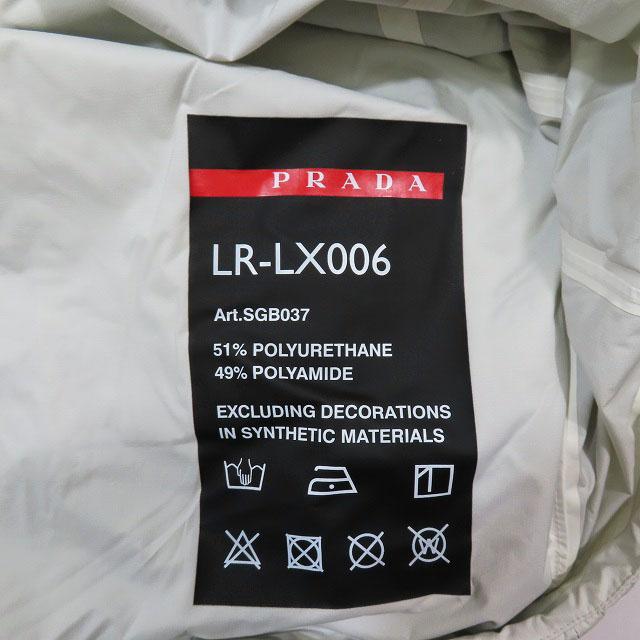 PRADA
LR-LX006
Art.SGB037
51% POLYURETHANE
49% POLYAMIDE
EXCLUDING DECORATIONS
IN SYNTHETIC MATERIALS
W